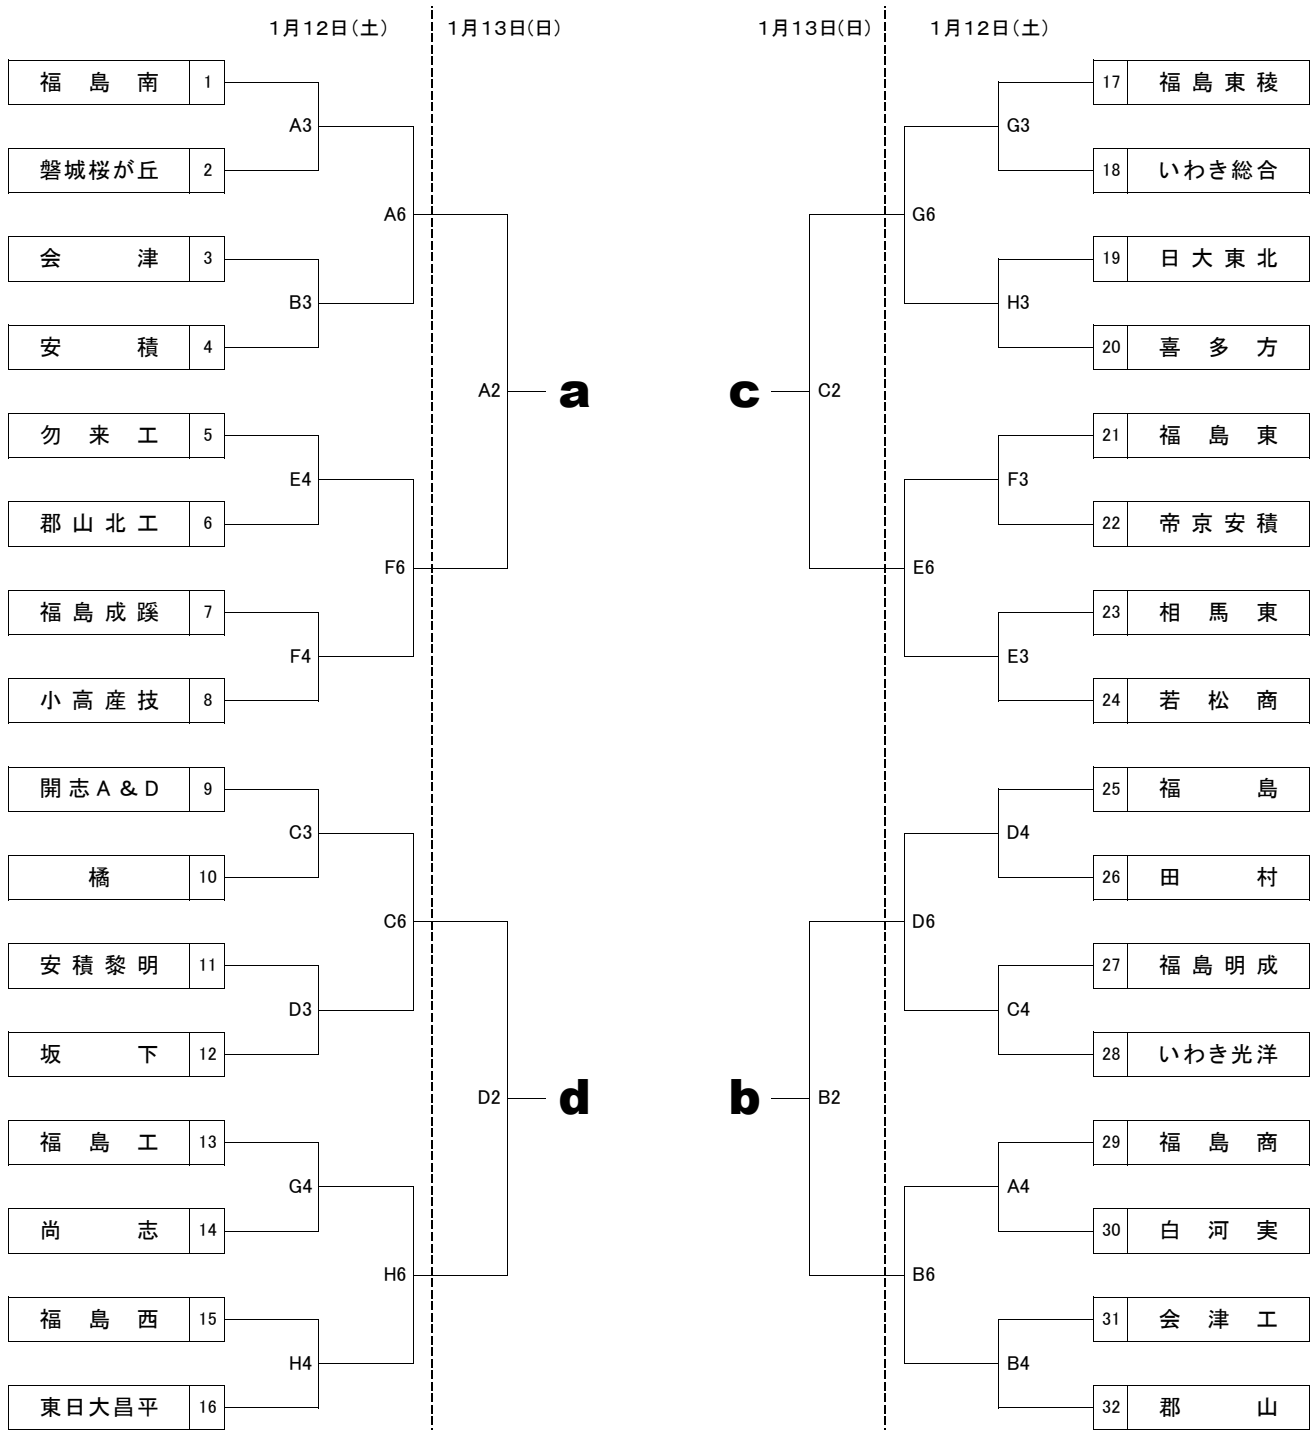 1月12日(土) 1月13日(日) 1月13日(日) 1月12日(土)
福島南 1 17 福島東稜
A3 G3
磐城桜が丘 2 18 いわき総合
A6 G6
会津 3 19 日大東北
B3 H3
安積 4 20 喜多方
A2 a c C2
勿来工 5 21 福島東
E4 F3
郡山北工 6 22 帝京安積
F6 E6
福島成蹊 7 23 相馬東
F4 E3
小高産技 8 24 若松商
開志A&D 9 25 福島
C3 D4
橘 10 26 田村
C6 D6
安積黎明 11 27 福島明成
D3 C4
坂下 12 28 いわき光洋
D2 d b B2
福島工 13 29 福島商
G4 A4
尚志 14 30 白河実
H6 B6
福島西 15 31 会津工
H4 B4
東日大昌平 16 32 郡山